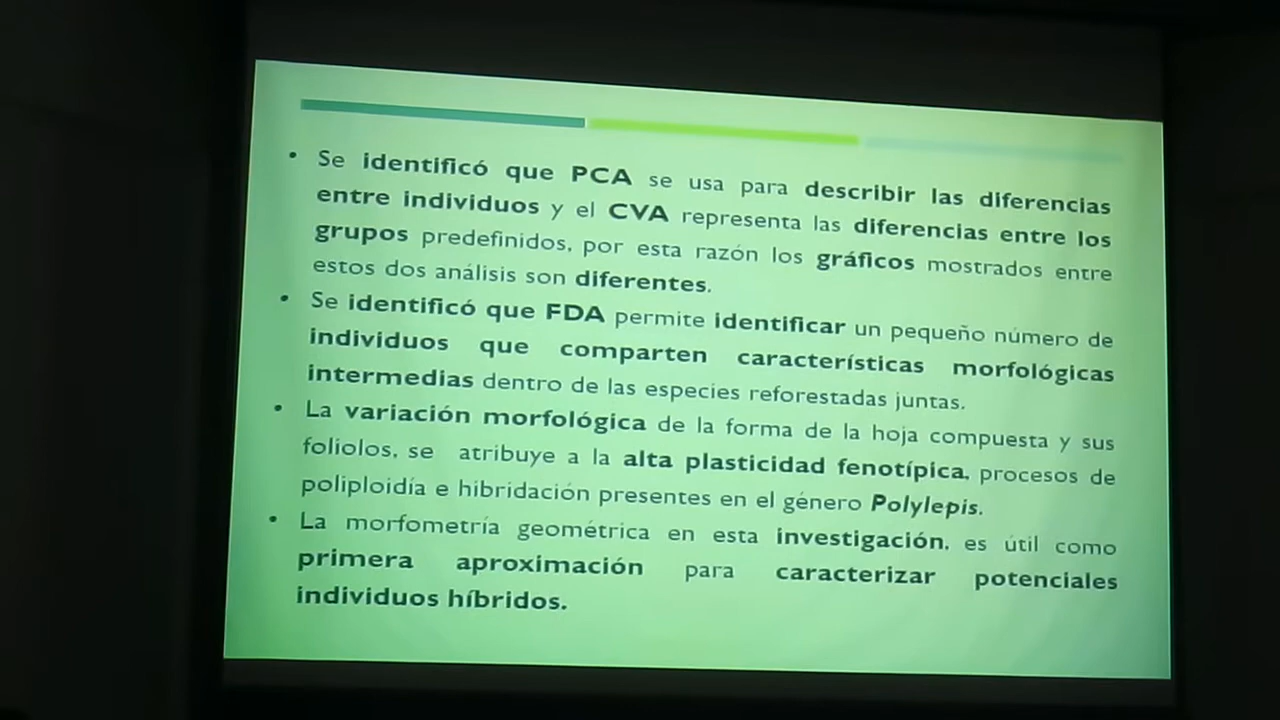 • Se identificó que PCA se usa para describir las diferencias
entre individuos y el CVA representa las diferencias entre los
grupos predefinidos, por esta razón los gráficos mostrados entre
estos dos análisis son diferentes.
• Se identificó que FDA permite identificar un pequeño número de
individuos que comparten características morfológicas
intermedias dentro de las especies reforestadas juntas.
• La variación morfológica de la forma de la hoja compuesta y sus
foliolos, se atribuye a la alta plasticidad fenotípica, procesos de
poliploidía e hibridación presentes en el género Polylepis.
• La morfometría geométrica en esta investigación, es útil como
primera aproximación para caracterizar potenciales
individuos híbridos.